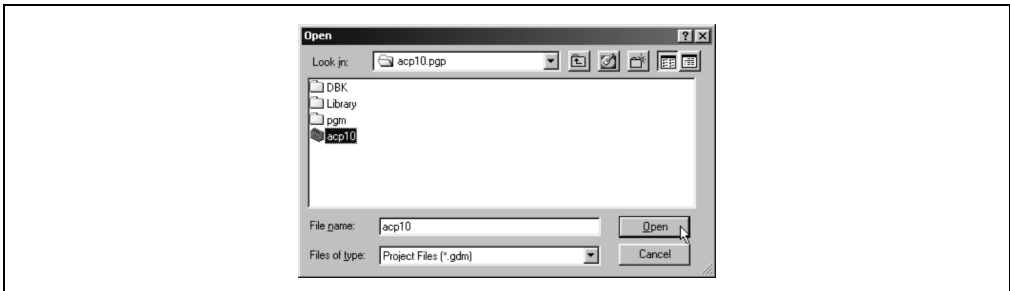 Open
Look in: acp10.pgp
DBK
Library
pgm
acp10
File name: acp10 Open
Files of type: Project Files (*.gdm) Cancel